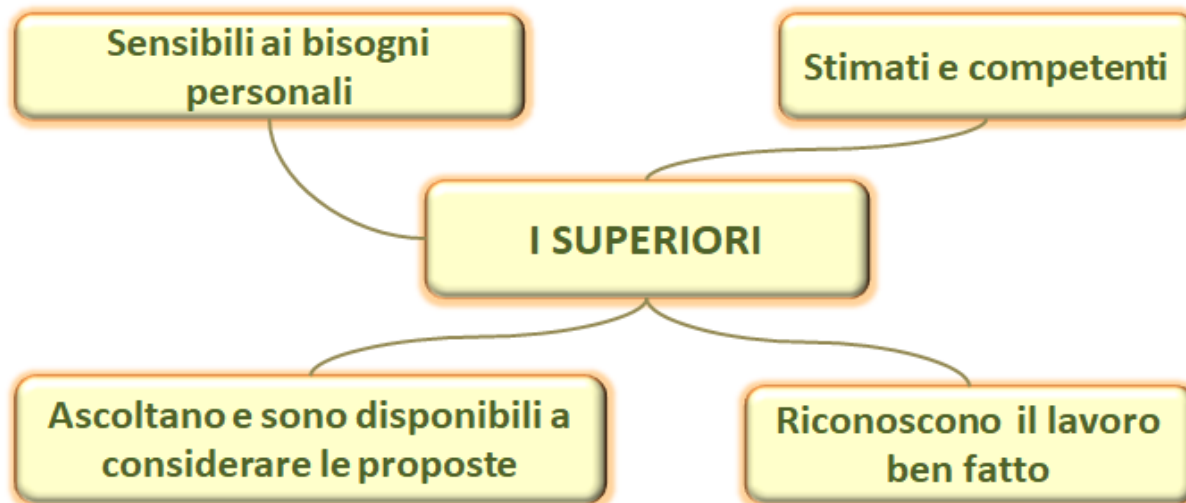 Sensibili ai bisogni
personali
Stimati e competenti
I SUPERIORI
Ascoltano e sono disponibili a
considerare le proposte
Riconoscono il lavoro
ben fatto